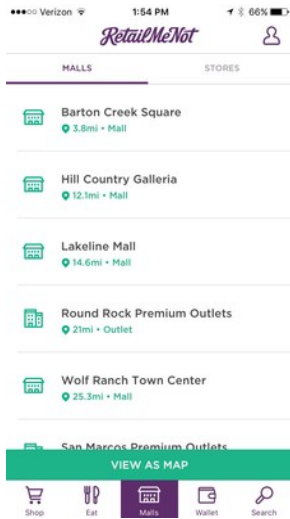 Verizon 1:54 PM 66%
RetailMeNot
MALLS STORES
Barton Creek Square
3.8mi • Mall
Hill Country Galleria
12.1mi • Mall
Lakeline Mall
14.6mi • Mall
Round Rock Premium Outlets
21mi • Outlet
Wolf Ranch Town Center
25.3mi • Mall
San Marcos Premium Outlets
VIEW AS MAP
Shop Eat Malls Wallet Search